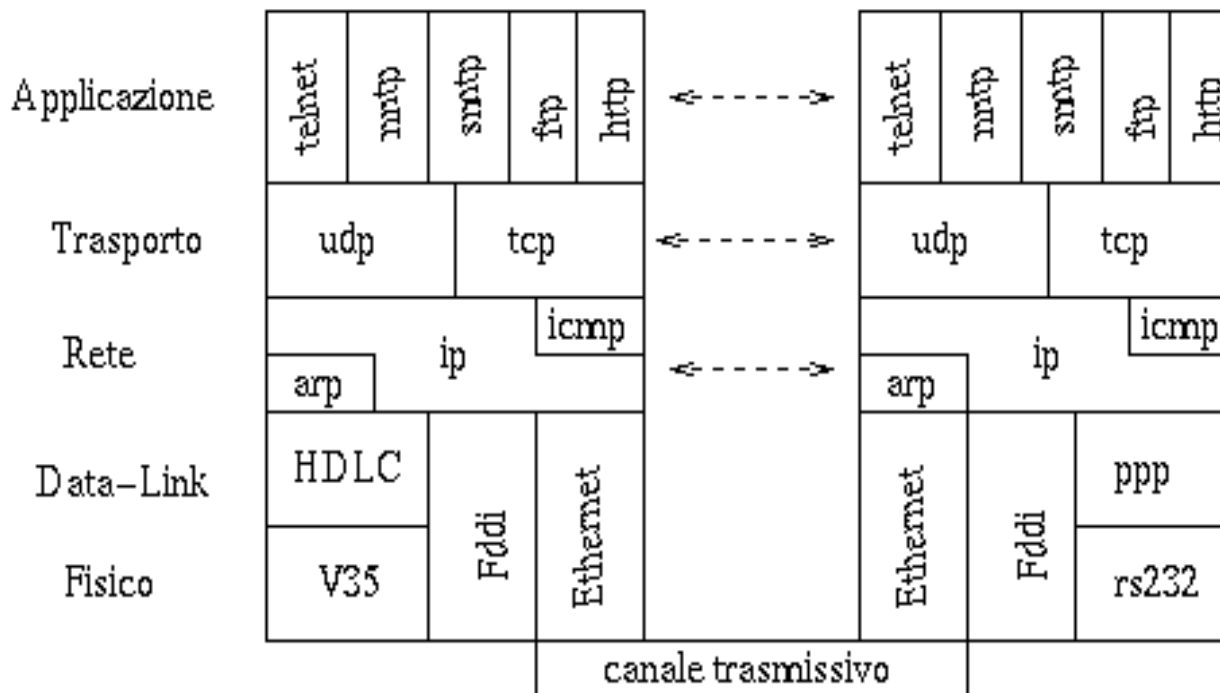 Applicazione
telnet nntp smtp ftp http
telnet nntp smtp ftp http
Trasporto
udp tcp
udp tcp
Rete
ip icmp
arp
ip icmp
arp
Data-Link
HDLC
Fddi
Ethernet
Ethernet
Fddi
ppp
Fisico
V35
rs232
canale trasmissivo